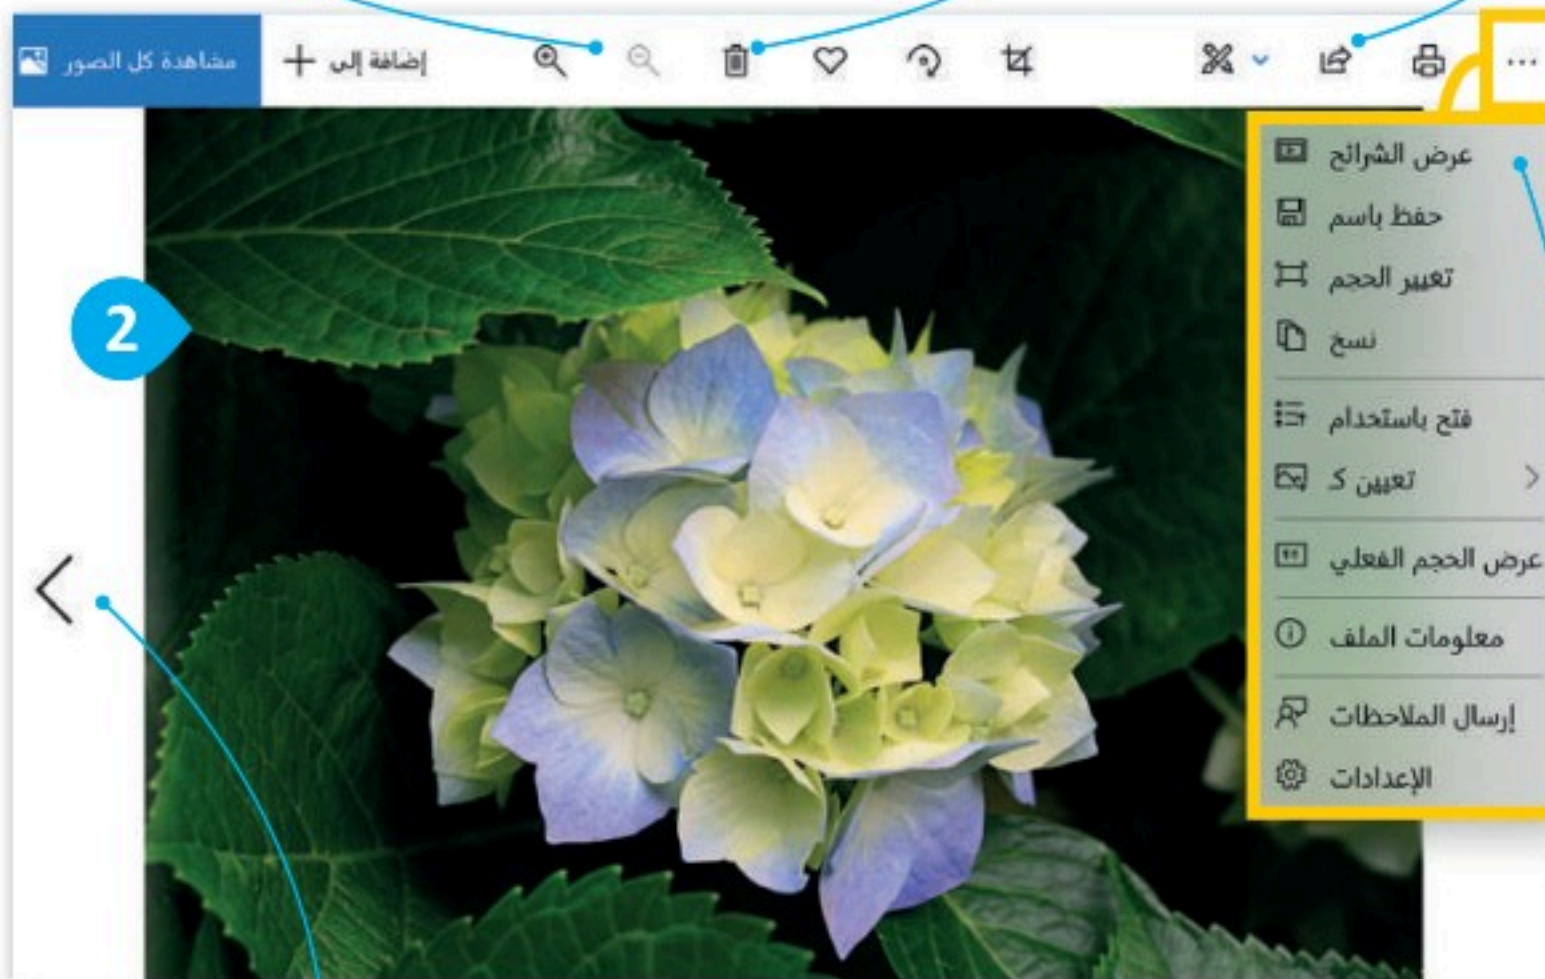 مشاهدة كل الصور
إضافة إلى
2
عرض الشرائح
حفظ باسم
تغيير الحجم
نسخ
فتح باستخدام
تعيين كـ
عرض الحجم الفعلي
معلومات الملف
إرسال الملاحظات
الإعدادات